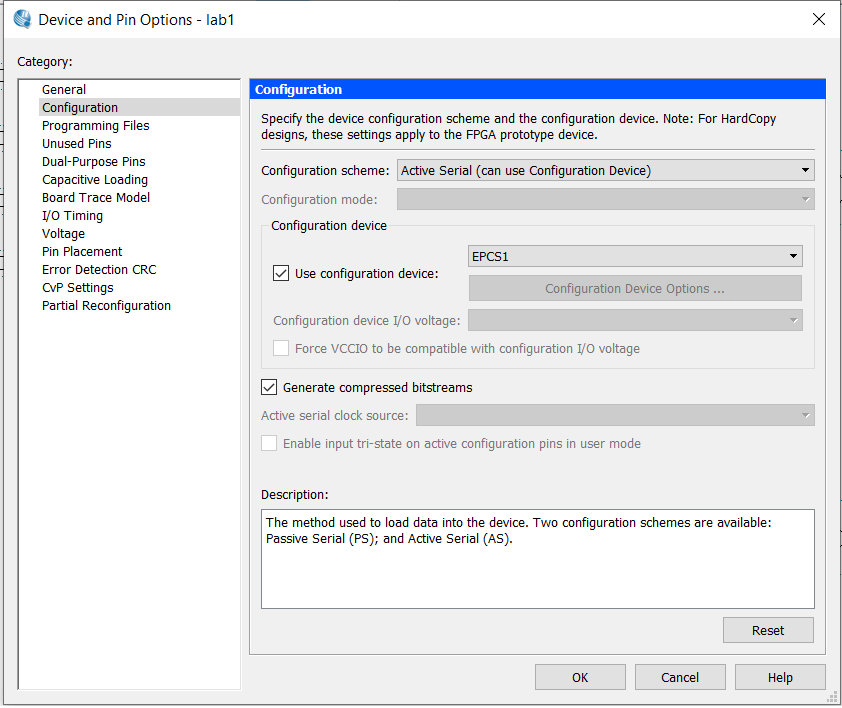 Device and Pin Options - lab1
Category:
General
Configuration
Programming Files
Unused Pins
Dual-Purpose Pins
Capacitive Loading
Board Trace Model
I/O Timing
Voltage
Pin Placement
Error Detection CRC
CvP Settings
Partial Reconfiguration
Configuration
Specify the device configuration scheme and the configuration device. Note: For HardCopy
designs, these settings apply to the FPGA prototype device.
Configuration scheme: Active Serial (can use Configuration Device)
Configuration mode:
Configuration device
EPCS1
Use configuration device:
Configuration Device Options ...
Configuration device I/O voltage:
Force VCCIO to be compatible with configuration I/O voltage
Generate compressed bitstreams
Active serial clock source:
Enable input tri-state on active configuration pins in user mode
Description:
The method used to load data into the device. Two configuration schemes are available:
Passive Serial (PS); and Active Serial (AS).
Reset
OK Cancel Help